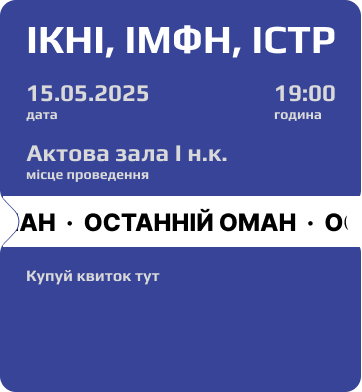 ІКНІ, ІМФН, ІСТР
15.05.2025 19:00
дата година
Актова зала І н.к.
місце проведення
АН · ОСТАННІЙ ОМАН · О
Купуй квиток тут